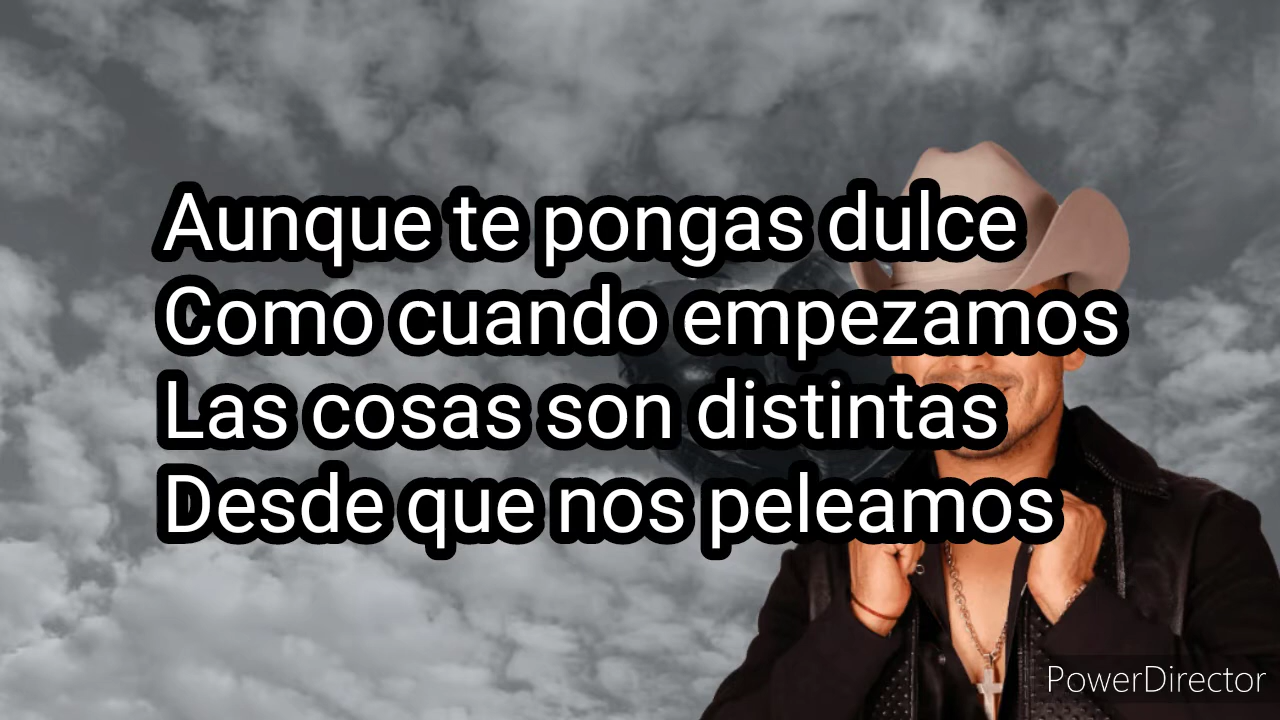 Aunque te pongas dulce
Como cuando empezamos
Las cosas son distintas
Desde que nos peleamos
PowerDirector